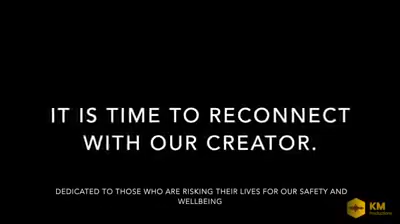 IT IS TIME TO RECONNECT
WITH OUR CREATOR.
DEDICATED TO THOSE WHO ARE RISKING THEIR LIVES FOR OUR SAFETY AND
WELLBEING
KM
Productions